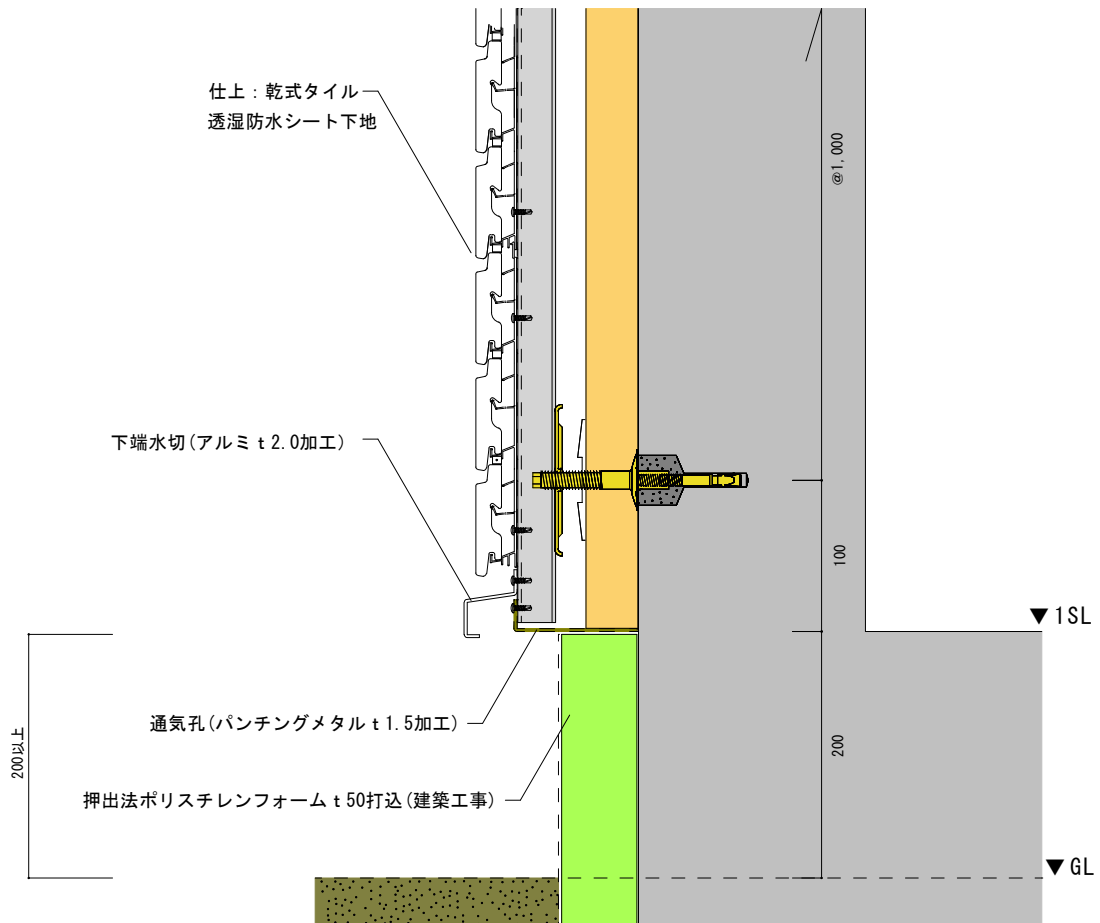 仕上：乾式タイル
透湿防水シート下地
@1,000
下端水切(アルミｔ2.0加工)
100
▼1SL
通気孔(パンチングメタルｔ1.5加工)
200以上
200
押出法ポリスチレンフォームｔ50打込(建築工事)
▼GL